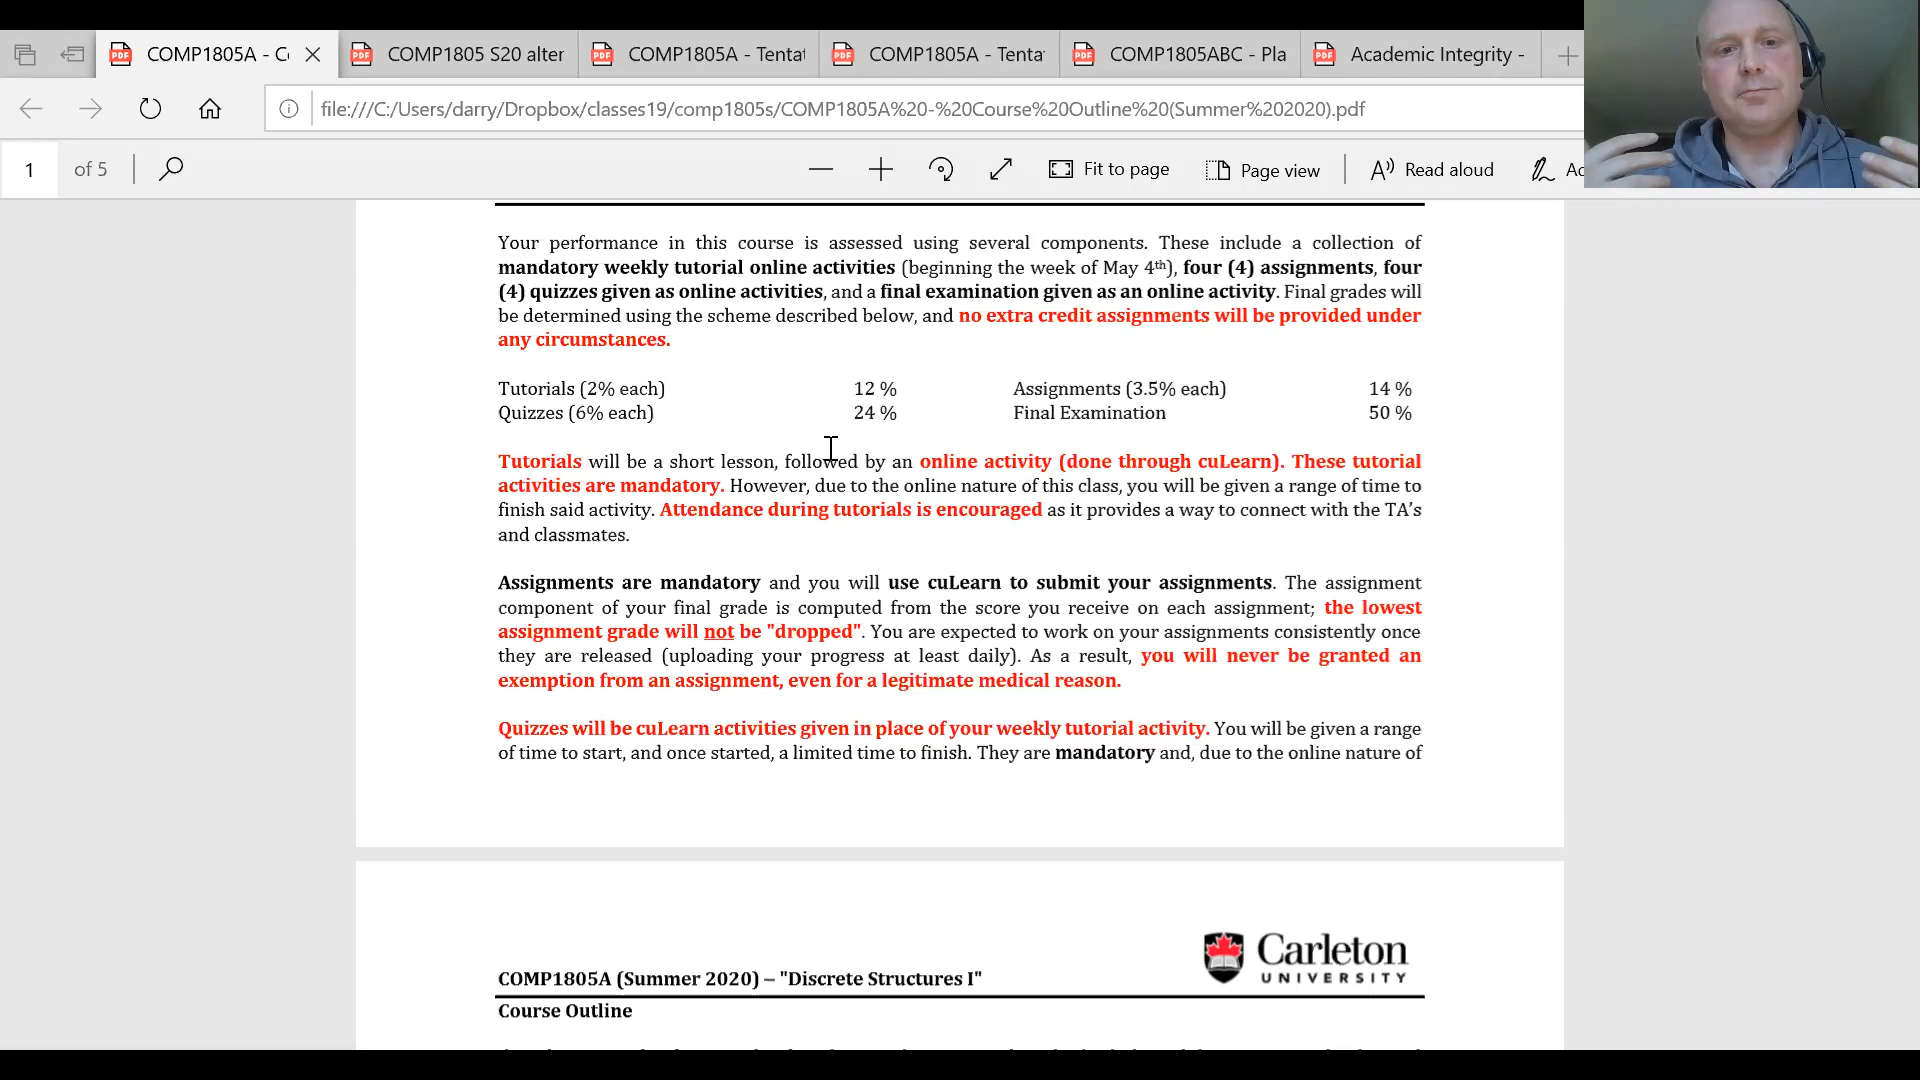 COMP1805A - Co
COMP1805 S20 alter
COMP1805A - Tentat
COMP1805A - Tentat
COMP1805ABC - Pla
Academic Integrity -
file:///C:/Users/darry/Dropbox/classes19/comp1805s/COMP1805A%20-%20Course%20Outline%20(Summer%202020).pdf
1 of 5
Fit to page
Page view
Read aloud
Ac
Your performance in this course is assessed using several components. These include a collection of
mandatory weekly tutorial online activities (beginning the week of May 4th), four (4) assignments, four
(4) quizzes given as online activities, and a final examination given as an online activity. Final grades will
be determined using the scheme described below, and no extra credit assignments will be provided under
any circumstances.
Tutorials (2% each) 12 % Assignments (3.5% each) 14 %
Quizzes (6% each) 24 % Final Examination 50 %
Tutorials will be a short lesson, followed by an online activity (done through cuLearn). These tutorial
activities are mandatory. However, due to the online nature of this class, you will be given a range of time to
finish said activity. Attendance during tutorials is encouraged as it provides a way to connect with the TA's
and classmates.
Assignments are mandatory and you will use cuLearn to submit your assignments. The assignment
component of your final grade is computed from the score you receive on each assignment; the lowest
assignment grade will not be "dropped". You are expected to work on your assignments consistently once
they are released (uploading your progress at least daily). As a result, you will never be granted an
exemption from an assignment, even for a legitimate medical reason.
Quizzes will be cuLearn activities given in place of your weekly tutorial activity. You will be given a range
of time to start, and once started, a limited time to finish. They are mandatory and, due to the online nature of
Carleton
UNIVERSITY
COMP1805A (Summer 2020) – "Discrete Structures I"
Course Outline